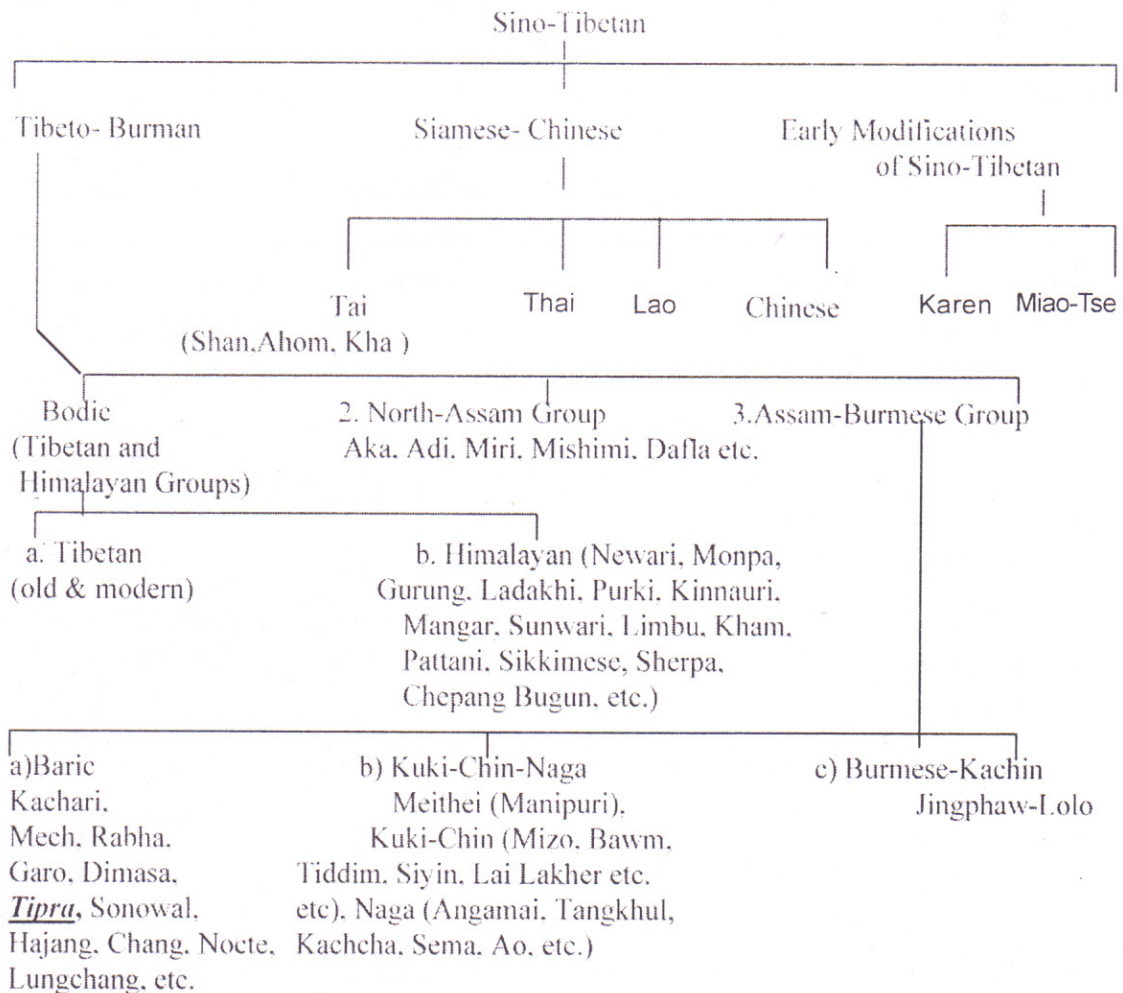 Sino-Tibetan
Tibeto- Burman
Siamese- Chinese
Early Modifications
of Sino-Tibetan
Tai
(Shan.Ahom. Kha )
Thai
Lao
Chinese
Karen
Miao-Tse
Bodic
(Tibetan and
Himalayan Groups)
2. North-Assam Group
Aka. Adi. Miri. Mishimi. Dafla etc.
3.Assam-Burmese Group
a. Tibetan
(old & modern)
b. Himalayan (Newari, Monpa,
Gurung. Ladakhi, Purki, Kinnauri,
Mangar, Sunwari, Limbu, Kham,
Pattani, Sikkimese, Sherpa,
Chepang Bugun, etc.)
a)Baric
Kachari,
Mech, Rabha.
Garo, Dimasa,
Tipra, Sonowal,
Hajang, Chang, Nocte,
Lungchang, etc.
b) Kuki-Chin-Naga
Meithei (Manipuri),
Kuki-Chin (Mizo, Bawm,
Tiddim, Siyin, Lai Lakher etc.
etc), Naga (Angamai, Tangkhul,
Kachcha, Sema, Ao, etc.)
c) Burmese-Kachin
Jingphaw-Lolo